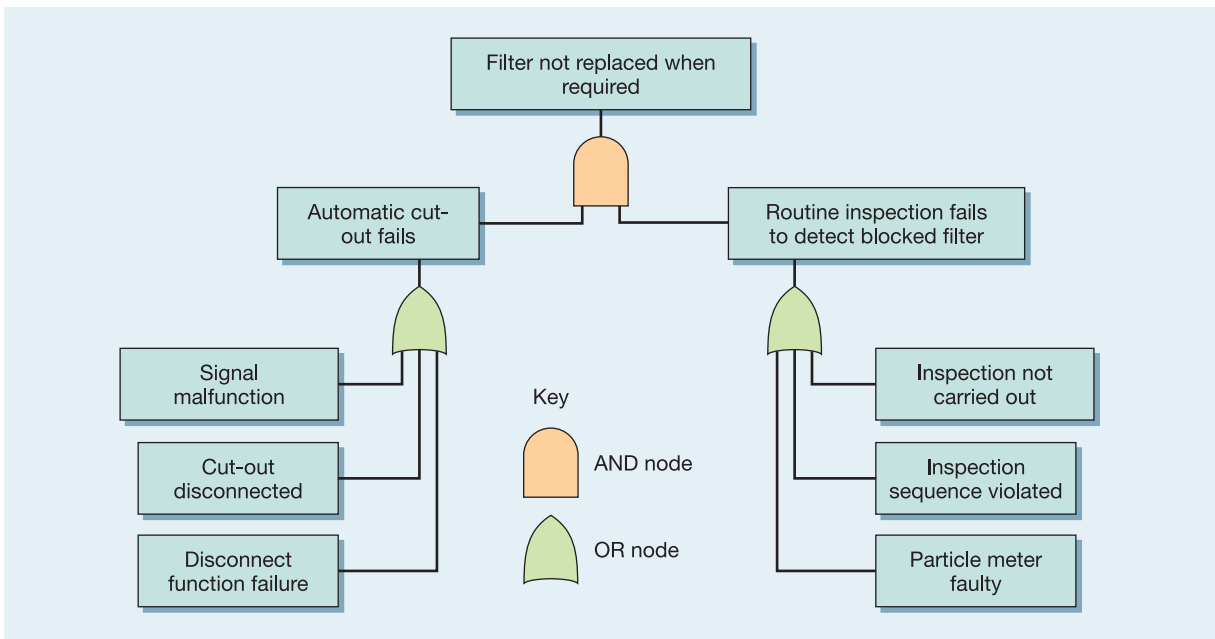 Filter not replaced when
required
Automatic cut-
out fails
Routine inspection fails
to detect blocked filter
Signal
malfunction
Cut-out
disconnected
Disconnect
function failure
Key
AND node
OR node
Inspection not
carried out
Inspection
sequence violated
Particle meter
faulty